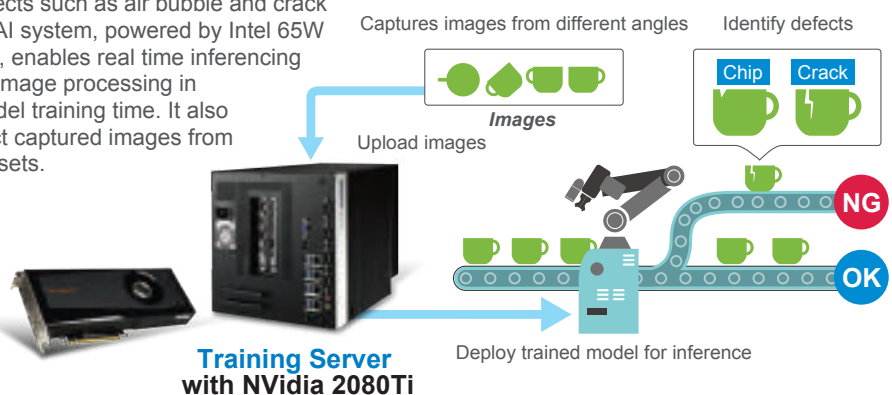 such as air bubble and crack
AI system, powered by Intel 65W
, enables real time inferencing
mage processing in
del training time. It also
ct captured images from
sets.
Captures images from different angles
Identify defects
Chip Crack
Images
Upload images
NG
OK
Training Server
with NVidia 2080Ti
Deploy trained model for inference